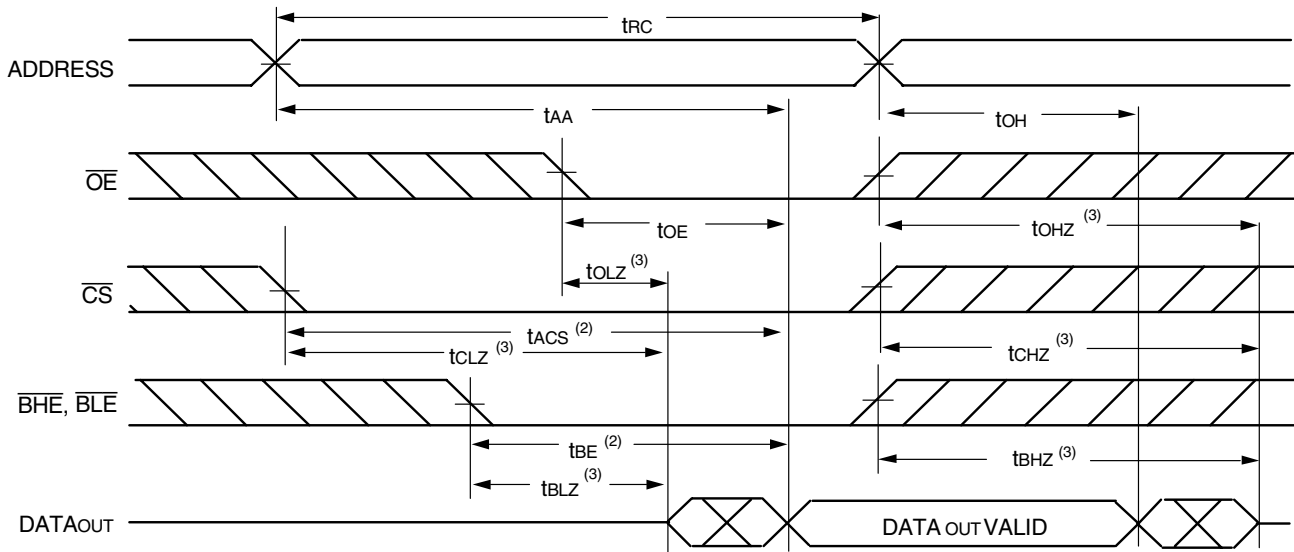 tRC
ADDRESS
tAA
tOH
OE
tOE
tOHZ (3)
tOLZ (3)
CS
tACS (2)
tCLZ (3)
tCHZ (3)
BHE, BLE
tBE (2)
tBHZ (3)
tBLZ (3)
DATAOUT
DATA OUT VALID